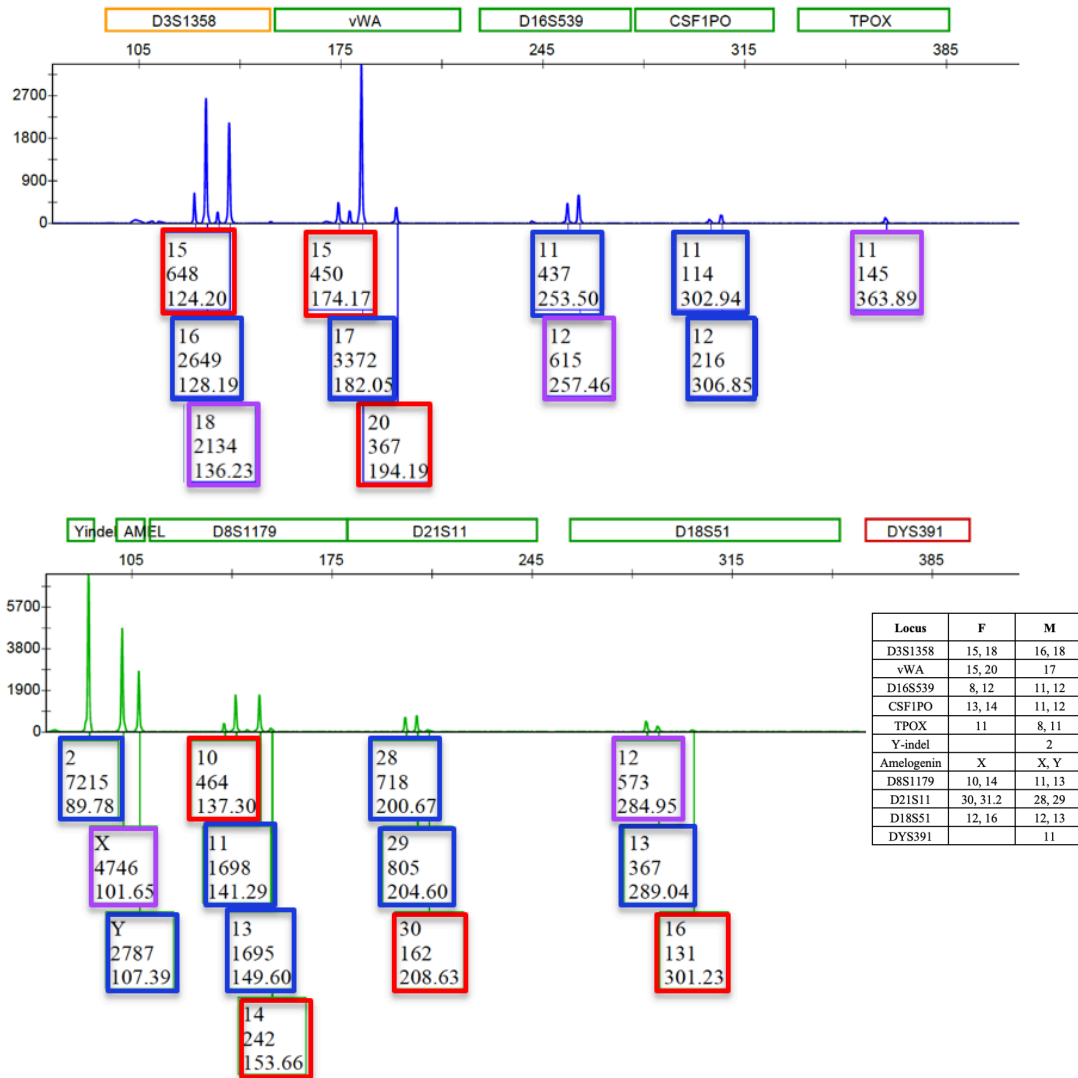 D3S1358 vWA D16S539 CSF1PO TPOX
105 175 245 315 385
2700
1800
900
0
15 15 11 11 11
648 450 437 114 145
124.20 174.17 253.50 302.94 363.89
16 17 12 12
2649 3372 615 216
128.19 182.05 257.46 306.85
18 20
2134 367
136.23 194.19
Yindel AMEL D8S1179 D21S11 D18S51 DYS391
105 175 245 315 385
5700
3800
1900
0
2 10 28 12
7215 464 718 573
89.78 137.30 200.67 284.95
X 11 29 13
4746 1698 805 367
101.65 141.29 204.60 289.04
Y 13 30 16
2787 1695 162 131
107.39 149.60 208.63 301.23
14
242
153.66
Locus F M
D3S1358 15, 18 16, 18
vWA 15, 20 17
D16S539 8, 12 11, 12
CSF1PO 13, 14 11, 12
TPOX 11 8, 11
Y-indel 2
Amelogenin X X, Y
D8S1179 10, 14 11, 13
D21S11 30, 31.2 28, 29
D18S51 12, 16 12, 13
DYS391 11